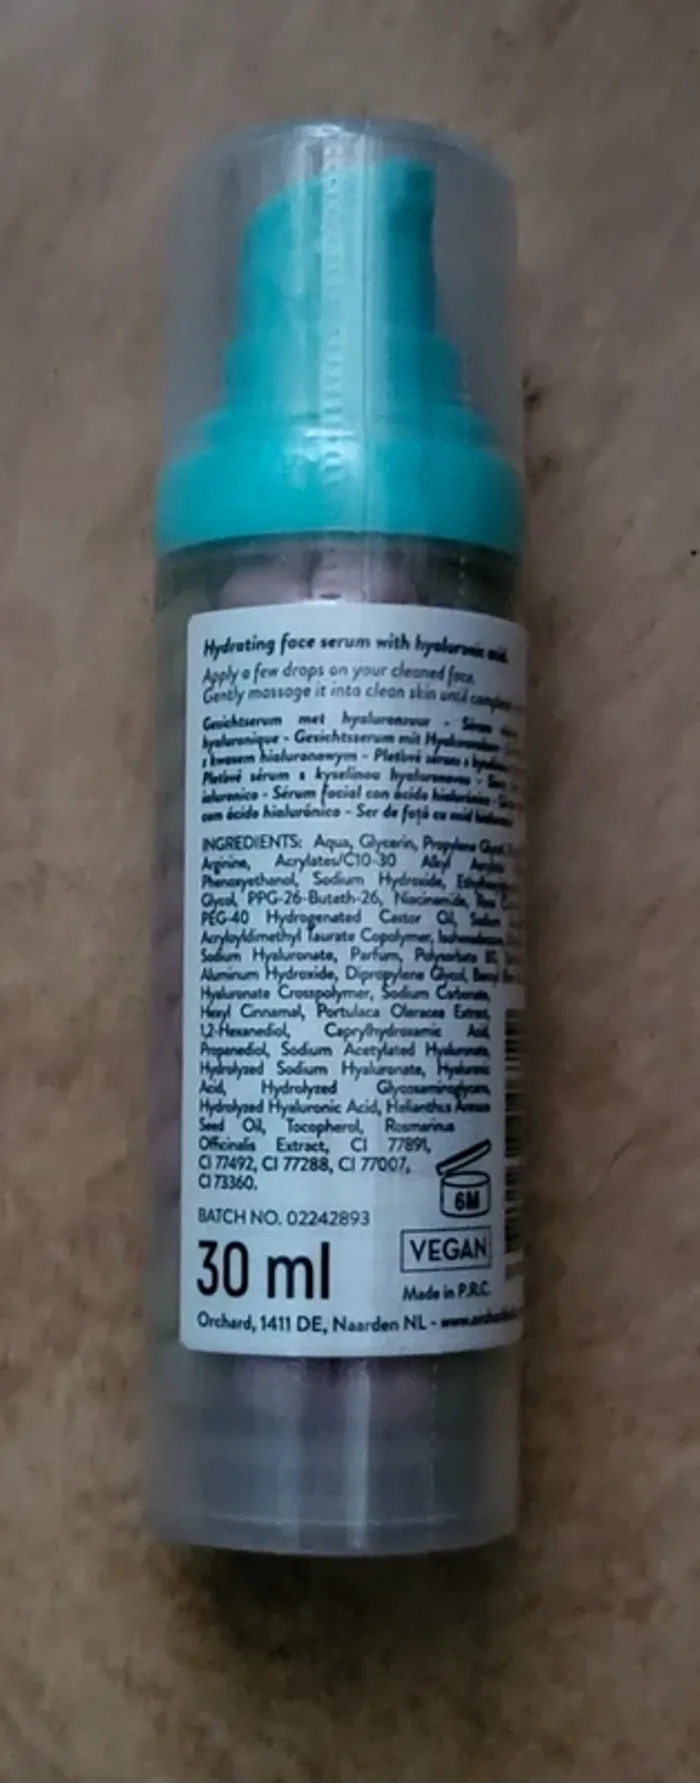 Hydrating face serum with hyaluronic acid.
Apply a few drops on your cleaned face.
Gently massage it into clean skin until
Gesichtserum met hyaluronzuur - Sérum
hyaluronique - Gesichtsserum mit
z kwasem hialuronowym - Pleťové sérum s
Pleťové sérum s kyselinou hyalurónovou -
ialuronico - Sérum facial con ácido hialurónico -
com ácido hialurónico - Ser de față cu acid
INGREDIENTS: Aqua, Glycerin, Propylene Glycol,
Arginine, Acrylates/C10-30 Alkyl
Phenoxyethanol, Sodium Hydroxide,
Glycol, PPG-26-Buteth-26, Niacinamide,
PEG-40 Hydrogenated Castor Oil, Sodium
Acryloyldimethyl Taurate Copolymer,
Sodium Hyaluronate, Parfum, Polysorbate
Aluminum Hydroxide, Dipropylene Glycol,
Hyaluronate Crosspolymer, Sodium Carbonate,
Hexyl Cinnamal, Portulaca Oleracea Extract,
1,2-Hexanediol, Caprylhydroxamic Acid,
Propanediol, Sodium Acetylated Hyaluronate,
Hydrolyzed Sodium Hyaluronate, Hyaluronic
Acid, Hydrolyzed Glycosaminoglycans,
Hydrolyzed Hyaluronic Acid, Helianthus Annuus
Seed Oil, Tocopherol, Rosmarinus
Officinalis Extract, CI 77891,
CI 77492, CI 77288, CI 77007,
CI 73360.
6M
BATCH NO. 02242893
VEGAN
30 ml
Made in P.R.C.
Orchard, 1411 DE, Naarden NL -